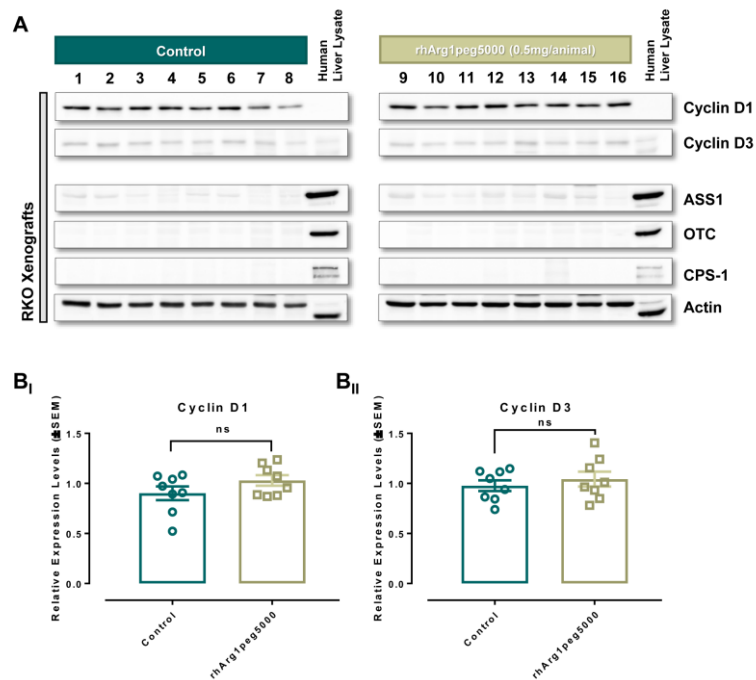 A
Control
Human
Liver Lysate
rhArg1peg5000 (0.5mg/animal)
Human
Liver Lysate
1 2 3 4 5 6 7 8
9 10 11 12 13 14 15 16
RKO Xenografts
Cyclin D1
Cyclin D3
ASS1
OTC
CPS-1
Actin
BI
Cyclin D1
ns
Relative Expression Levels (±SEM)
1.5
1.0
0.5
0.0
Control
rhArg1peg5000
BII
Cyclin D3
ns
Relative Expression Levels (±SEM)
1.5
1.0
0.5
0.0
Control
rhArg1peg5000